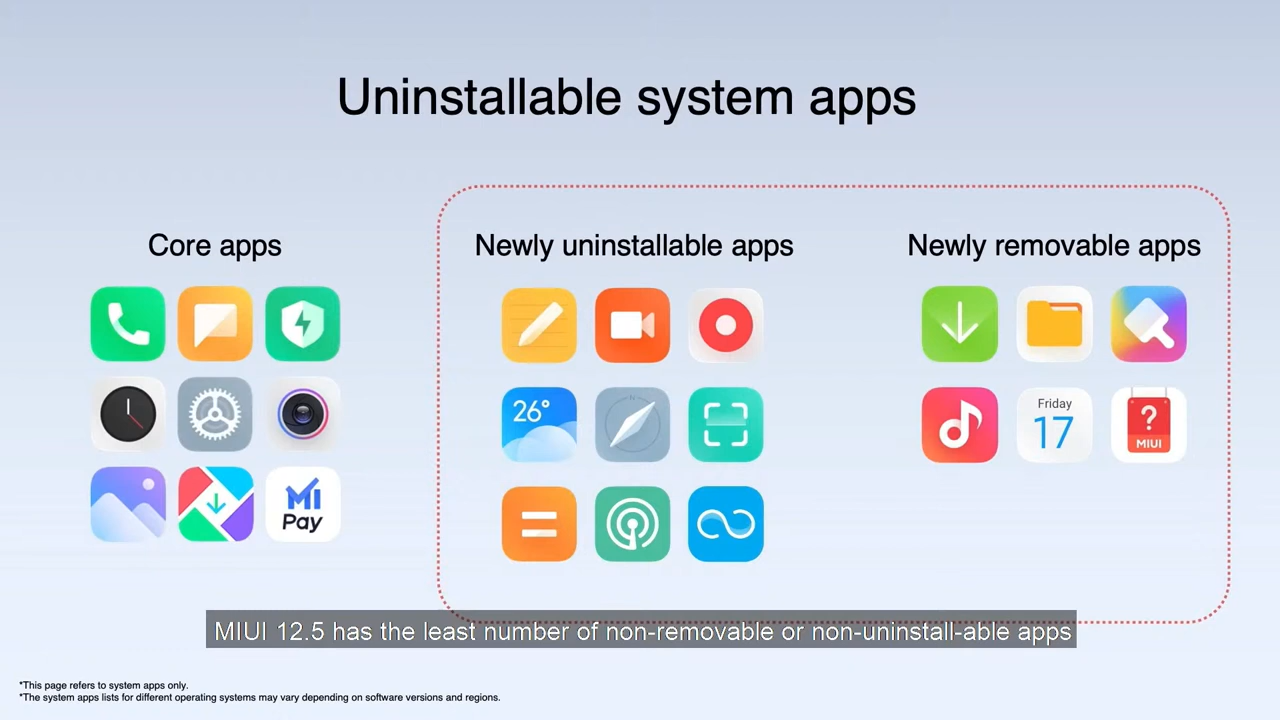 Uninstallable system apps
Core apps
Newly uninstallable apps
Newly removable apps
26°
MI
Pay
Friday
17
?
MIUI
MIUI 12.5 has the least number of non-removable or non-uninstall-able apps
*This page refers to system apps only.
*The system apps lists for different operating systems may vary depending on software versions and regions.